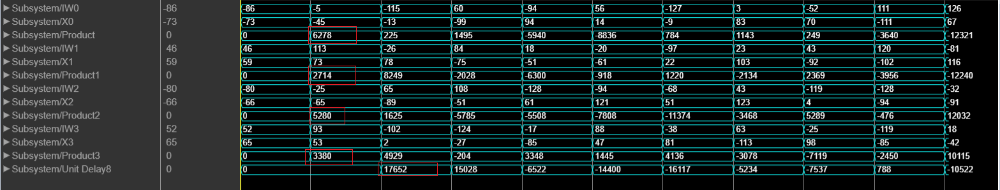 ▶Subsystem/IW0 -86 -86 -5 -115 60 -94 56 -127 3 -52 111 126
▶Subsystem/X0 -73 -73 -45 -13 -99 94 14 -9 83 70 -111 67
▶Subsystem/Product 0 0 6278 225 1495 -5940 -8836 784 1143 249 -3640 -12321
▶Subsystem/IW1 46 46 113 -26 84 18 -20 -97 23 43 120 -81
▶Subsystem/X1 59 59 73 78 -75 -51 -61 22 103 -92 -102 116
▶Subsystem/Product1 0 0 2714 8249 -2028 -6300 -918 1220 -2134 2369 -3956 -12240
▶Subsystem/IW2 -80 -80 -25 65 108 -128 -94 -68 43 -119 -128 -32
▶Subsystem/X2 -66 -66 -65 -89 -51 61 121 51 123 4 -94 -91
▶Subsystem/Product2 0 0 5280 1625 -5785 -5508 -7808 -11374 -3468 5289 -476 12032
▶Subsystem/IW3 52 52 93 -102 -124 -17 88 -38 63 -25 -119 18
▶Subsystem/X3 65 65 53 2 -27 -85 47 81 -113 98 -85 -42
▶Subsystem/Product3 0 0 3380 4929 -204 3348 1445 4136 -3078 -7119 -2450 10115
▶Subsystem/Unit Delay8 0 0 17652 15028 -6522 -14400 -16117 -5234 -7537 788 -10522